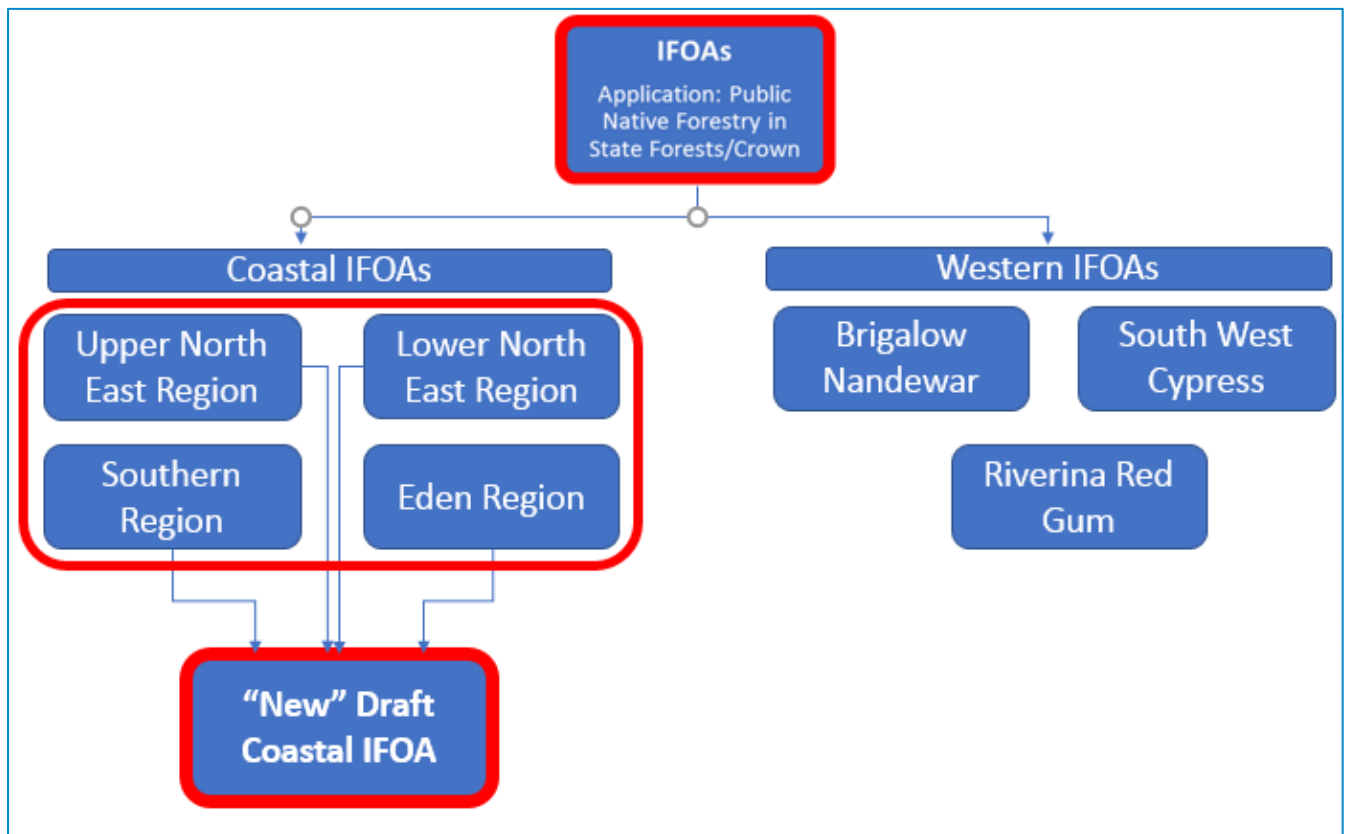 IFOAs
Application: Public
Native Forestry in
State Forests/Crown
Coastal IFOAs
Western IFOAs
Upper North
East Region
Lower North
East Region
Brigalow
Nandewar
South West
Cypress
Southern
Region
Eden Region
Riverina Red
Gum
“New” Draft
Coastal IFOA